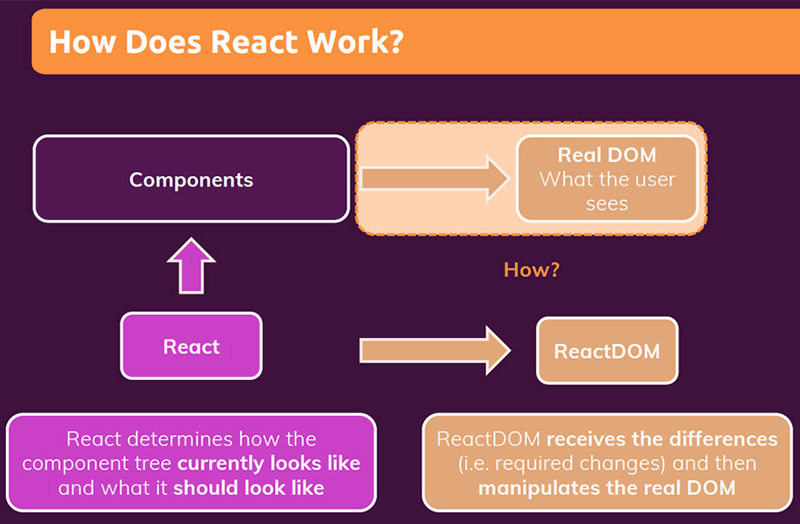 How Does React Work?
Components
Real DOM
What the user
sees
How?
React
ReactDOM
React determines how the
component tree currently looks like
and what it should look like
ReactDOM receives the differences
(i.e. required changes) and then
manipulates the real DOM